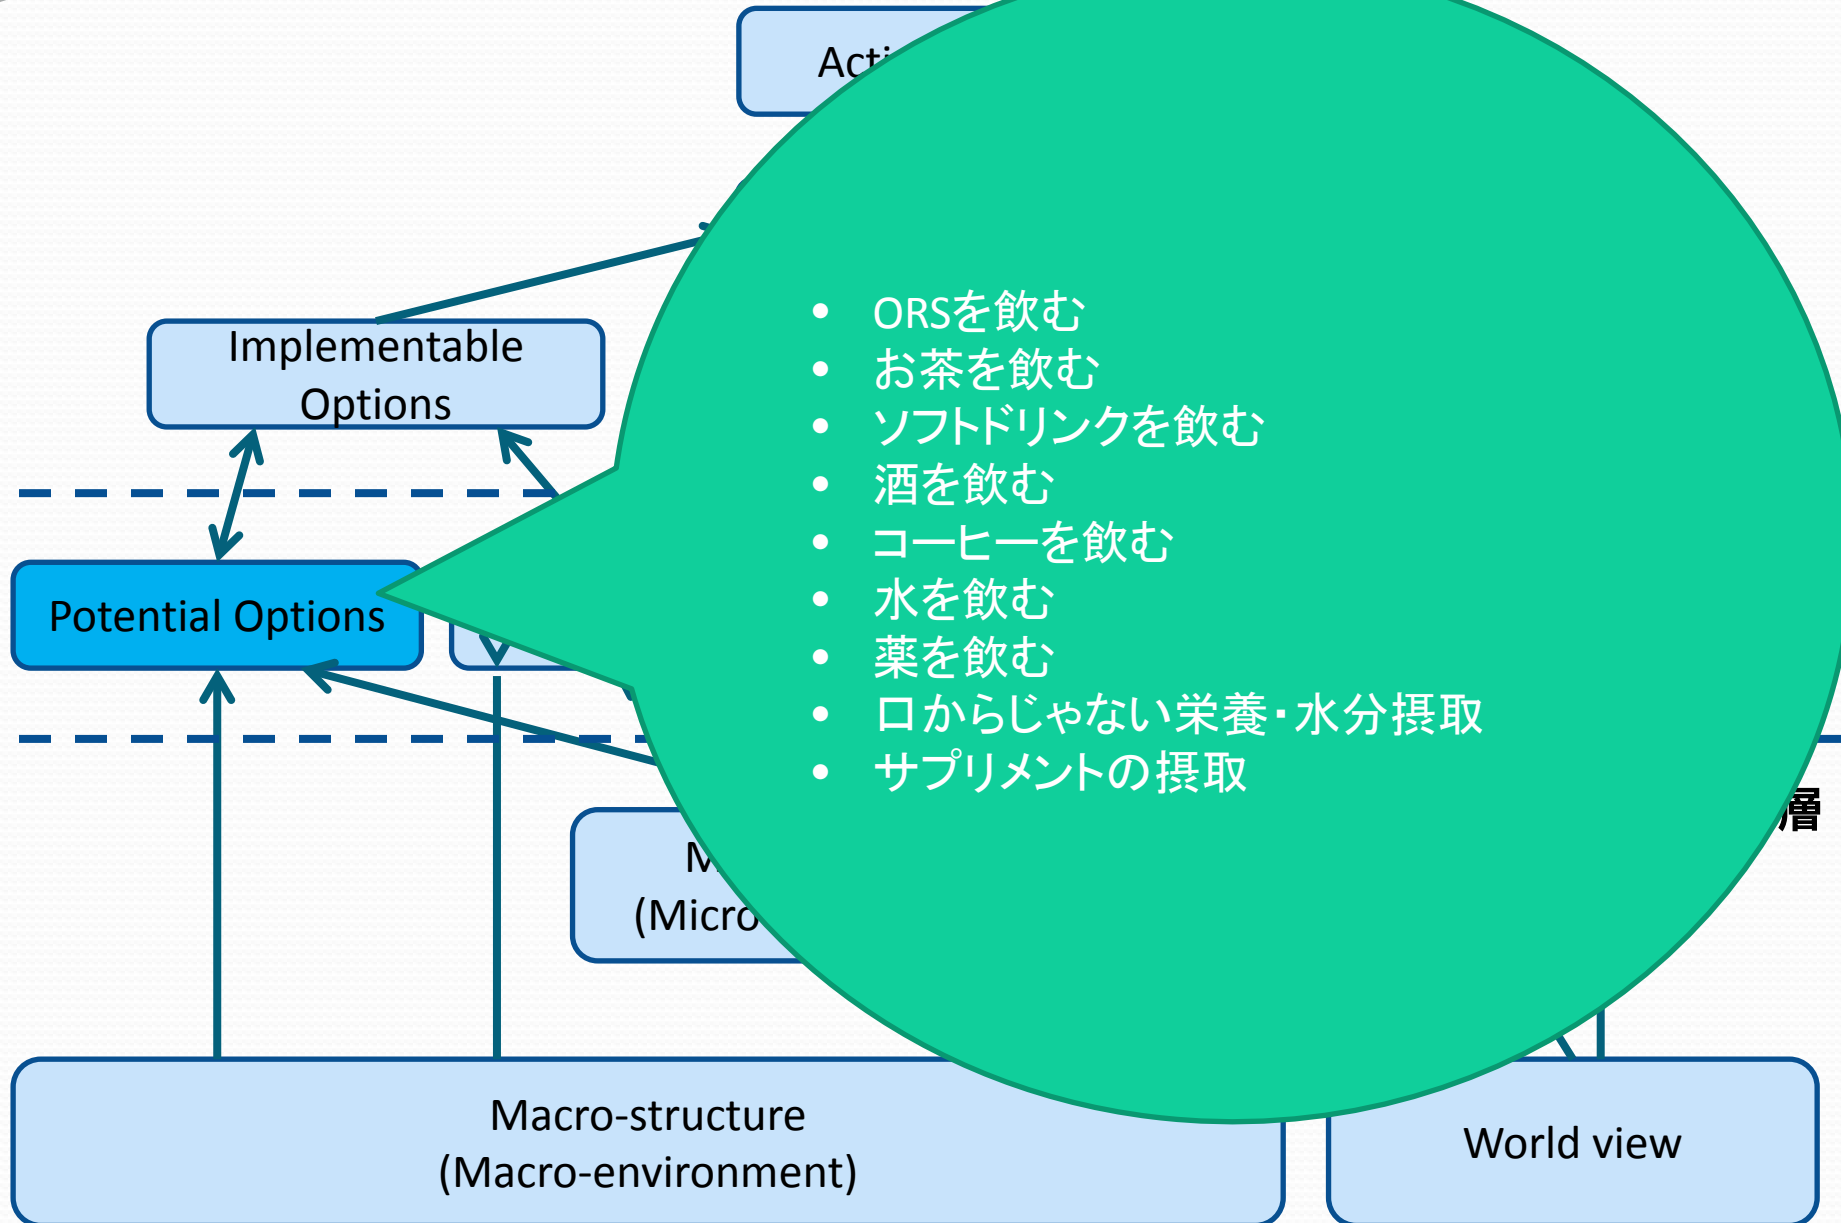 Implementable
Options
Potential Options
• ORSを飲む
• お茶を飲む
• ソフトドリンクを飲む
• 酒を飲む
• コーヒーを飲む
• 水を飲む
• 薬を飲む
• 口からじゃない栄養・水分摂取
• サプリメントの摂取
層
Macro-structure
(Macro-environment)
World view